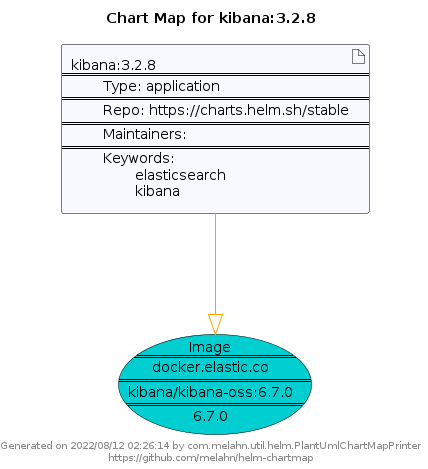 Chart Map for kibana:3.2.8
kibana:3.2.8
Type: application
Repo: https://charts.helm.sh/stable
Maintainers:
Keywords:
elasticsearch
kibana
Image
docker.elastic.co
kibana/kibana-oss:6.7.0
6.7.0
Generated on 2022/08/12 02:26:14 by com.melahn.util.helm.PlantUmlChartMapPrinter
https://github.com/melahn/helm-chartmap